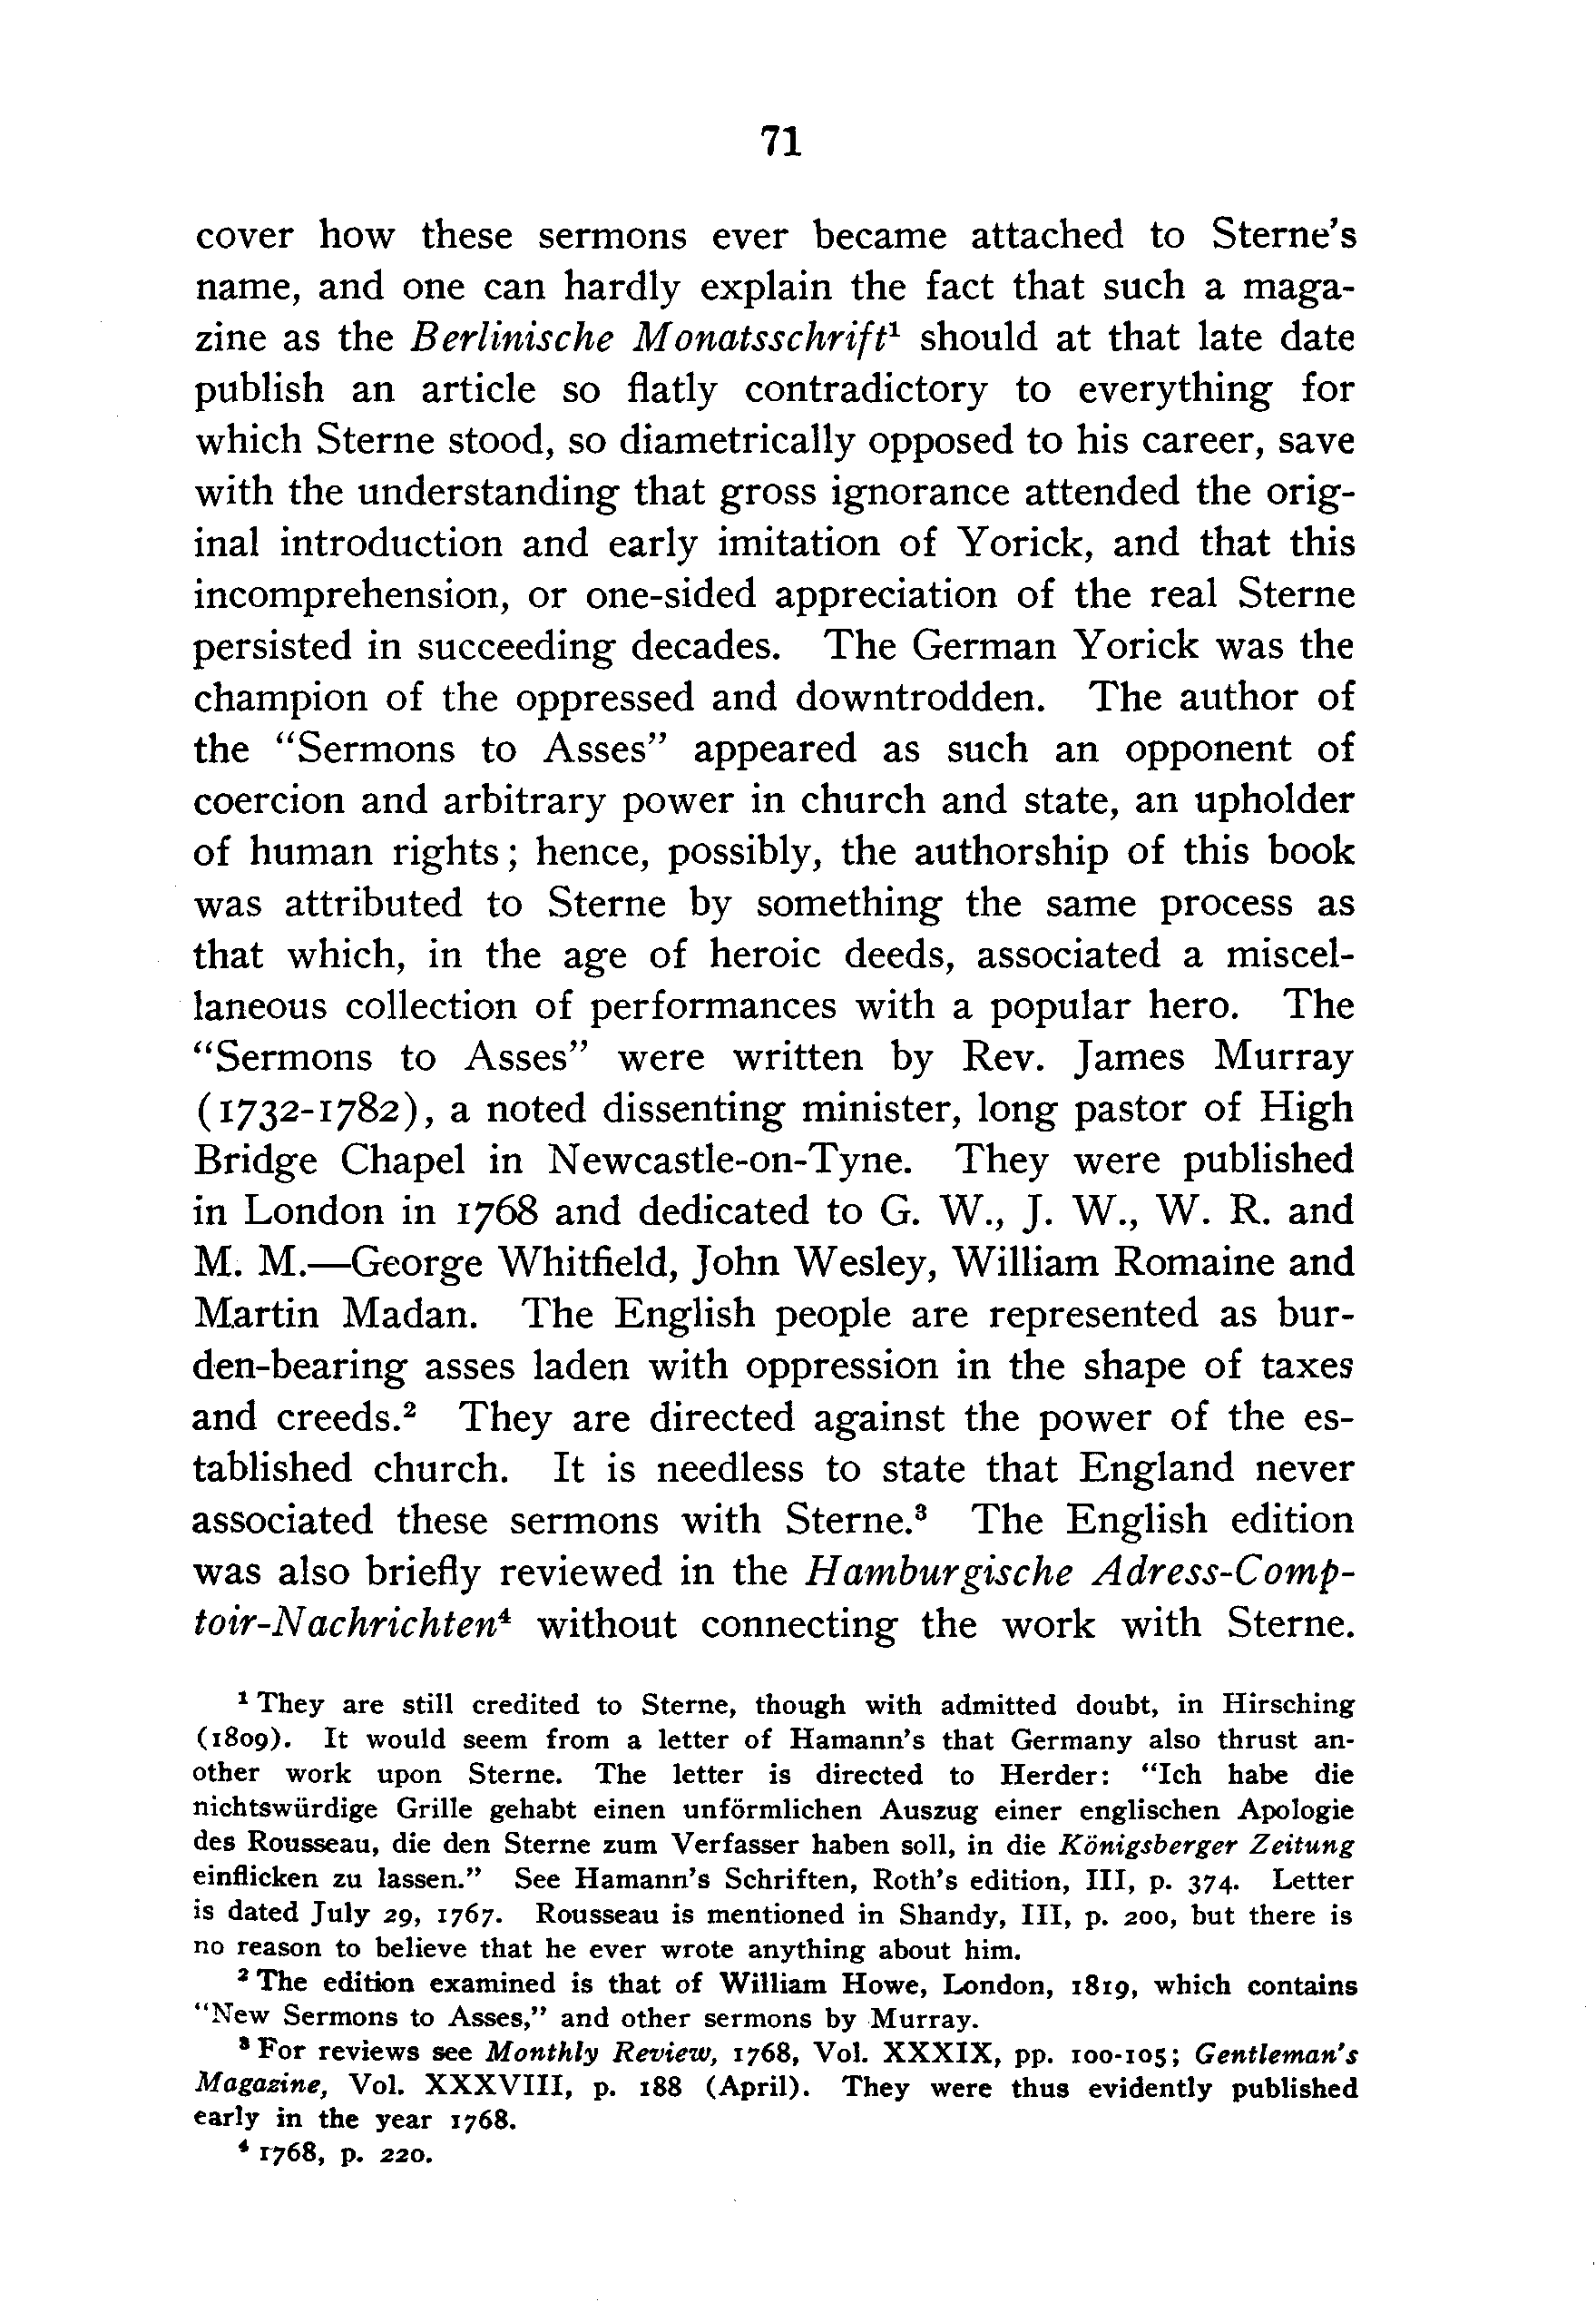 71
cover how these sermons ever became attached to Sterne's
name, and one can hardly explain the fact that such a maga-
zine as the Berlinische Monatsschrift¹ should at that late date
publish an article so flatly contradictory to everything for
which Sterne stood, so diametrically opposed to his career, save
with the understanding that gross ignorance attended the orig-
inal introduction and early imitation of Yorick, and that this
incomprehension, or one-sided appreciation of the real Sterne
persisted in succeeding decades. The German Yorick was the
champion of the oppressed and downtrodden. The author of
the “Sermons to Asses” appeared as such an opponent of
coercion and arbitrary power in church and state, an upholder
of human rights; hence, possibly, the authorship of this book
was attributed to Sterne by something the same process as
that which, in the age of heroic deeds, associated a miscel-
laneous collection of performances with a popular hero. The
“Sermons to Asses” were written by Rev. James Murray
(1732-1782), a noted dissenting minister, long pastor of High
Bridge Chapel in Newcastle-on-Tyne. They were published
in London in 1768 and dedicated to G. W., J. W., W. R. and
M. M.—George Whitfield, John Wesley, William Romaine and
Martin Madan. The English people are represented as bur-
den-bearing asses laden with oppression in the shape of taxes
and creeds.² They are directed against the power of the es-
tablished church. It is needless to state that England never
associated these sermons with Sterne.³ The English edition
was also briefly reviewed in the Hamburgische Adress-Comp-
toir-Nachrichten⁴ without connecting the work with Sterne.
¹ They are still credited to Sterne, though with admitted doubt, in Hirsching
(1809). It would seem from a letter of Hamann's that Germany also thrust an-
other work upon Sterne. The letter is directed to Herder: “Ich habe die
nichtswürdige Grille gehabt einen unförmlichen Auszug einer englischen Apologie
des Rousseau, die den Sterne zum Verfasser haben soll, in die Königsberger Zeitung
einflicken zu lassen.” See Hamann's Schriften, Roth's edition, III, p. 374. Letter
is dated July 29, 1767. Rousseau is mentioned in Shandy, III, p. 200, but there is
no reason to believe that he ever wrote anything about him.
² The edition examined is that of William Howe, London, 1819, which contains
“New Sermons to Asses,” and other sermons by Murray.
³ For reviews see Monthly Review, 1768, Vol. XXXIX, pp. 100-105; Gentleman's
Magazine, Vol. XXXVIII, p. 188 (April). They were thus evidently published
early in the year 1768.
⁴ 1768, p. 220.